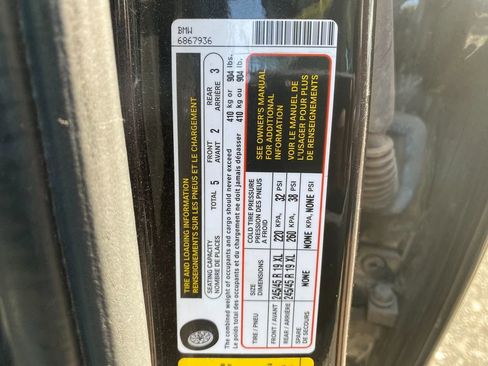 BMW
6867936
TIRE AND LOADING INFORMATION
RENSEIGNEMENTS SUR LES PNEUS ET LE CHARGEMENT
SEATING CAPACITY
NOMBRE DE PLACES
TOTAL 5
FRONT
AVANT 2
REAR
ARRIÈRE 3
The combined weight of occupants and cargo should never exceed 410 kg or 904 lbs.
Le poids total des occupants et du chargement ne doit jamais dépasser 410 kg ou 904 lbs.
TIRE / PNEU
SIZE
DIMENSIONS
COLD TIRE PRESSURE
PRESSION DES PNEUS
A FROID
FRONT / AVANT 245/45 R 19 XL 220 KPA, 32 PSI
REAR / ARRIÈRE 245/45 R 19 XL 260 KPA, 38 PSI
SPARE
DE SECOURS NONE NONE KPA, NONE PSI
SEE OWNER'S MANUAL
FOR ADDITIONAL
INFORMATION
VOIR LE MANUEL DE
L'USAGER POUR PLUS
DE RENSEIGNEMENTS